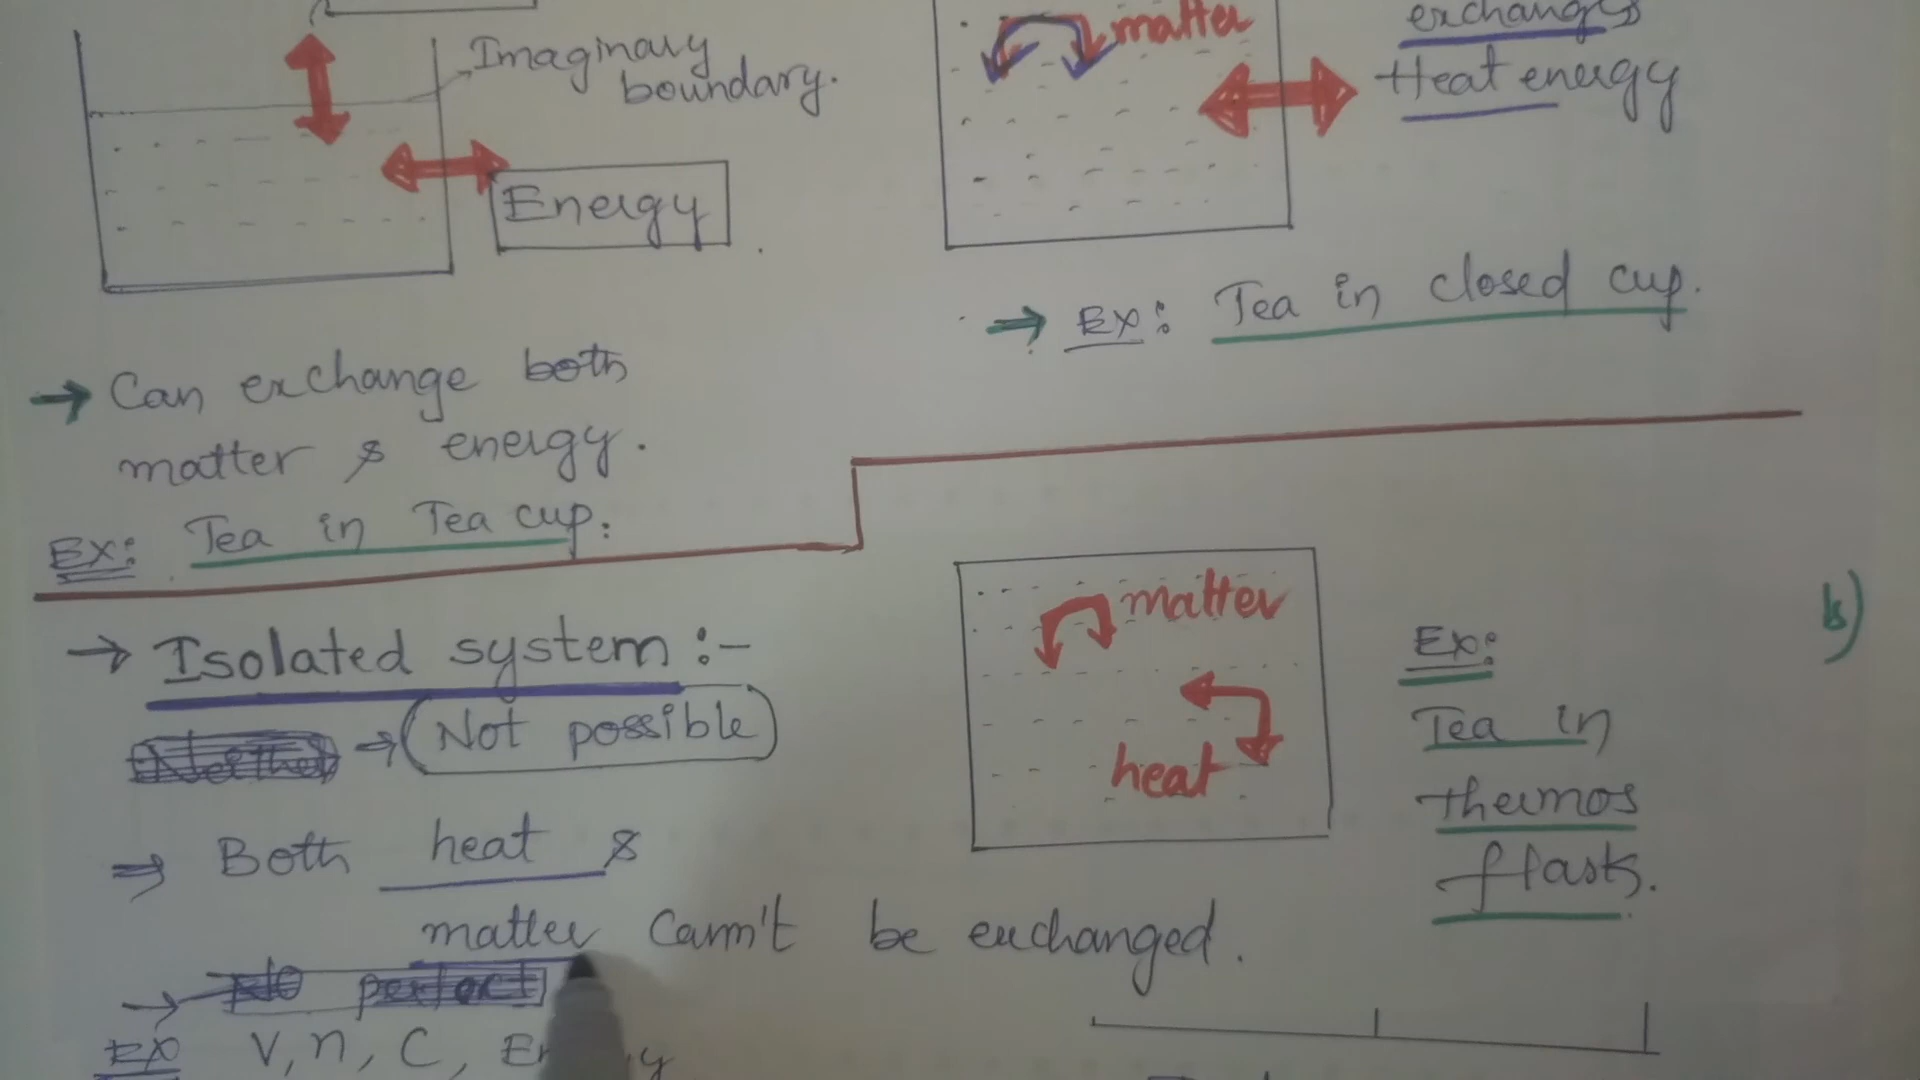 Imaginary
boundary.
Energy
→ Can exchange both
matter & energy.
Ex: Tea in Tea cup.
matter
exchanges
Heat energy
→ Ex: Tea in closed cup.
→ Isolated system :-
→ Not possible
⇒ Both heat &
matter Cann't be exchanged.
→
Ex V, n, C,
matter
heat
Ex:
Tea in
thermos
flask.
b)